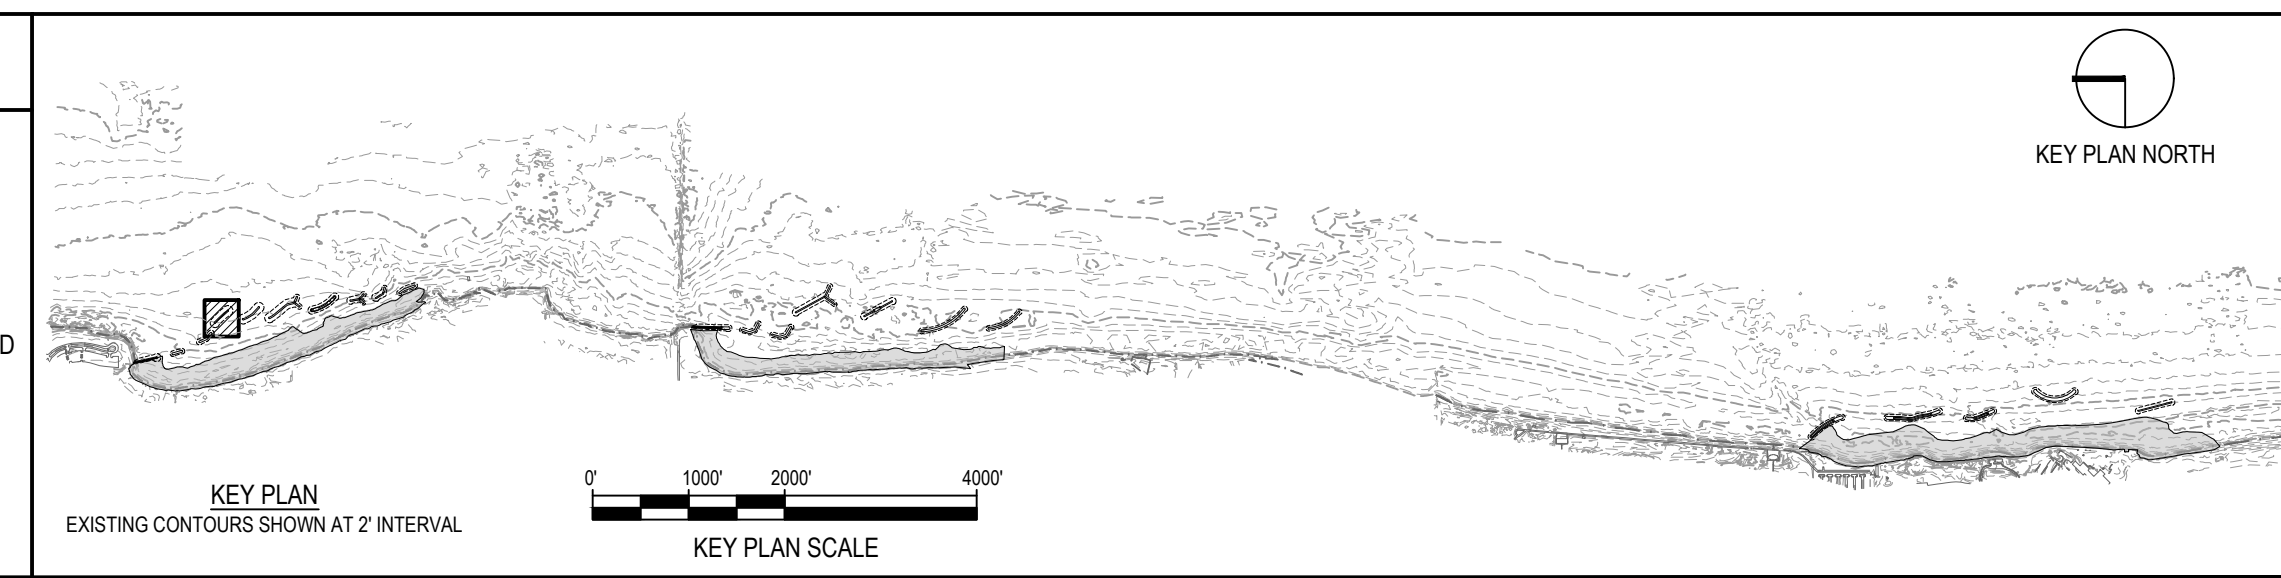 KEY PLAN NORTH
D
0' 1000' 2000' 4000'
KEY PLAN
EXISTING CONTOURS SHOWN AT 2' INTERVAL
KEY PLAN SCALE